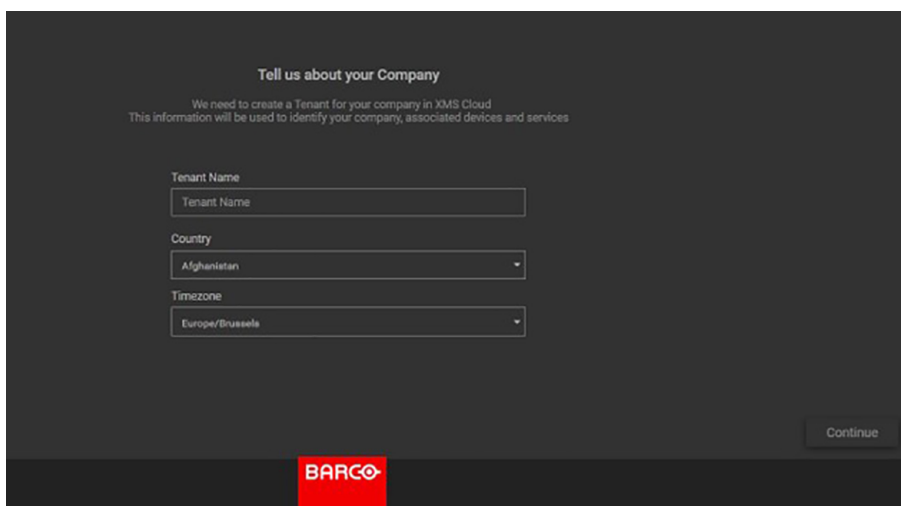 Tell us about your Company
We need to create a Tenant for your company in XMS Cloud
This information will be used to identify your company, associated devices and services
Tenant Name
Tenant Name
Country
Afghanistan
Timezone
Europe/Brussels
Continue
BARCO